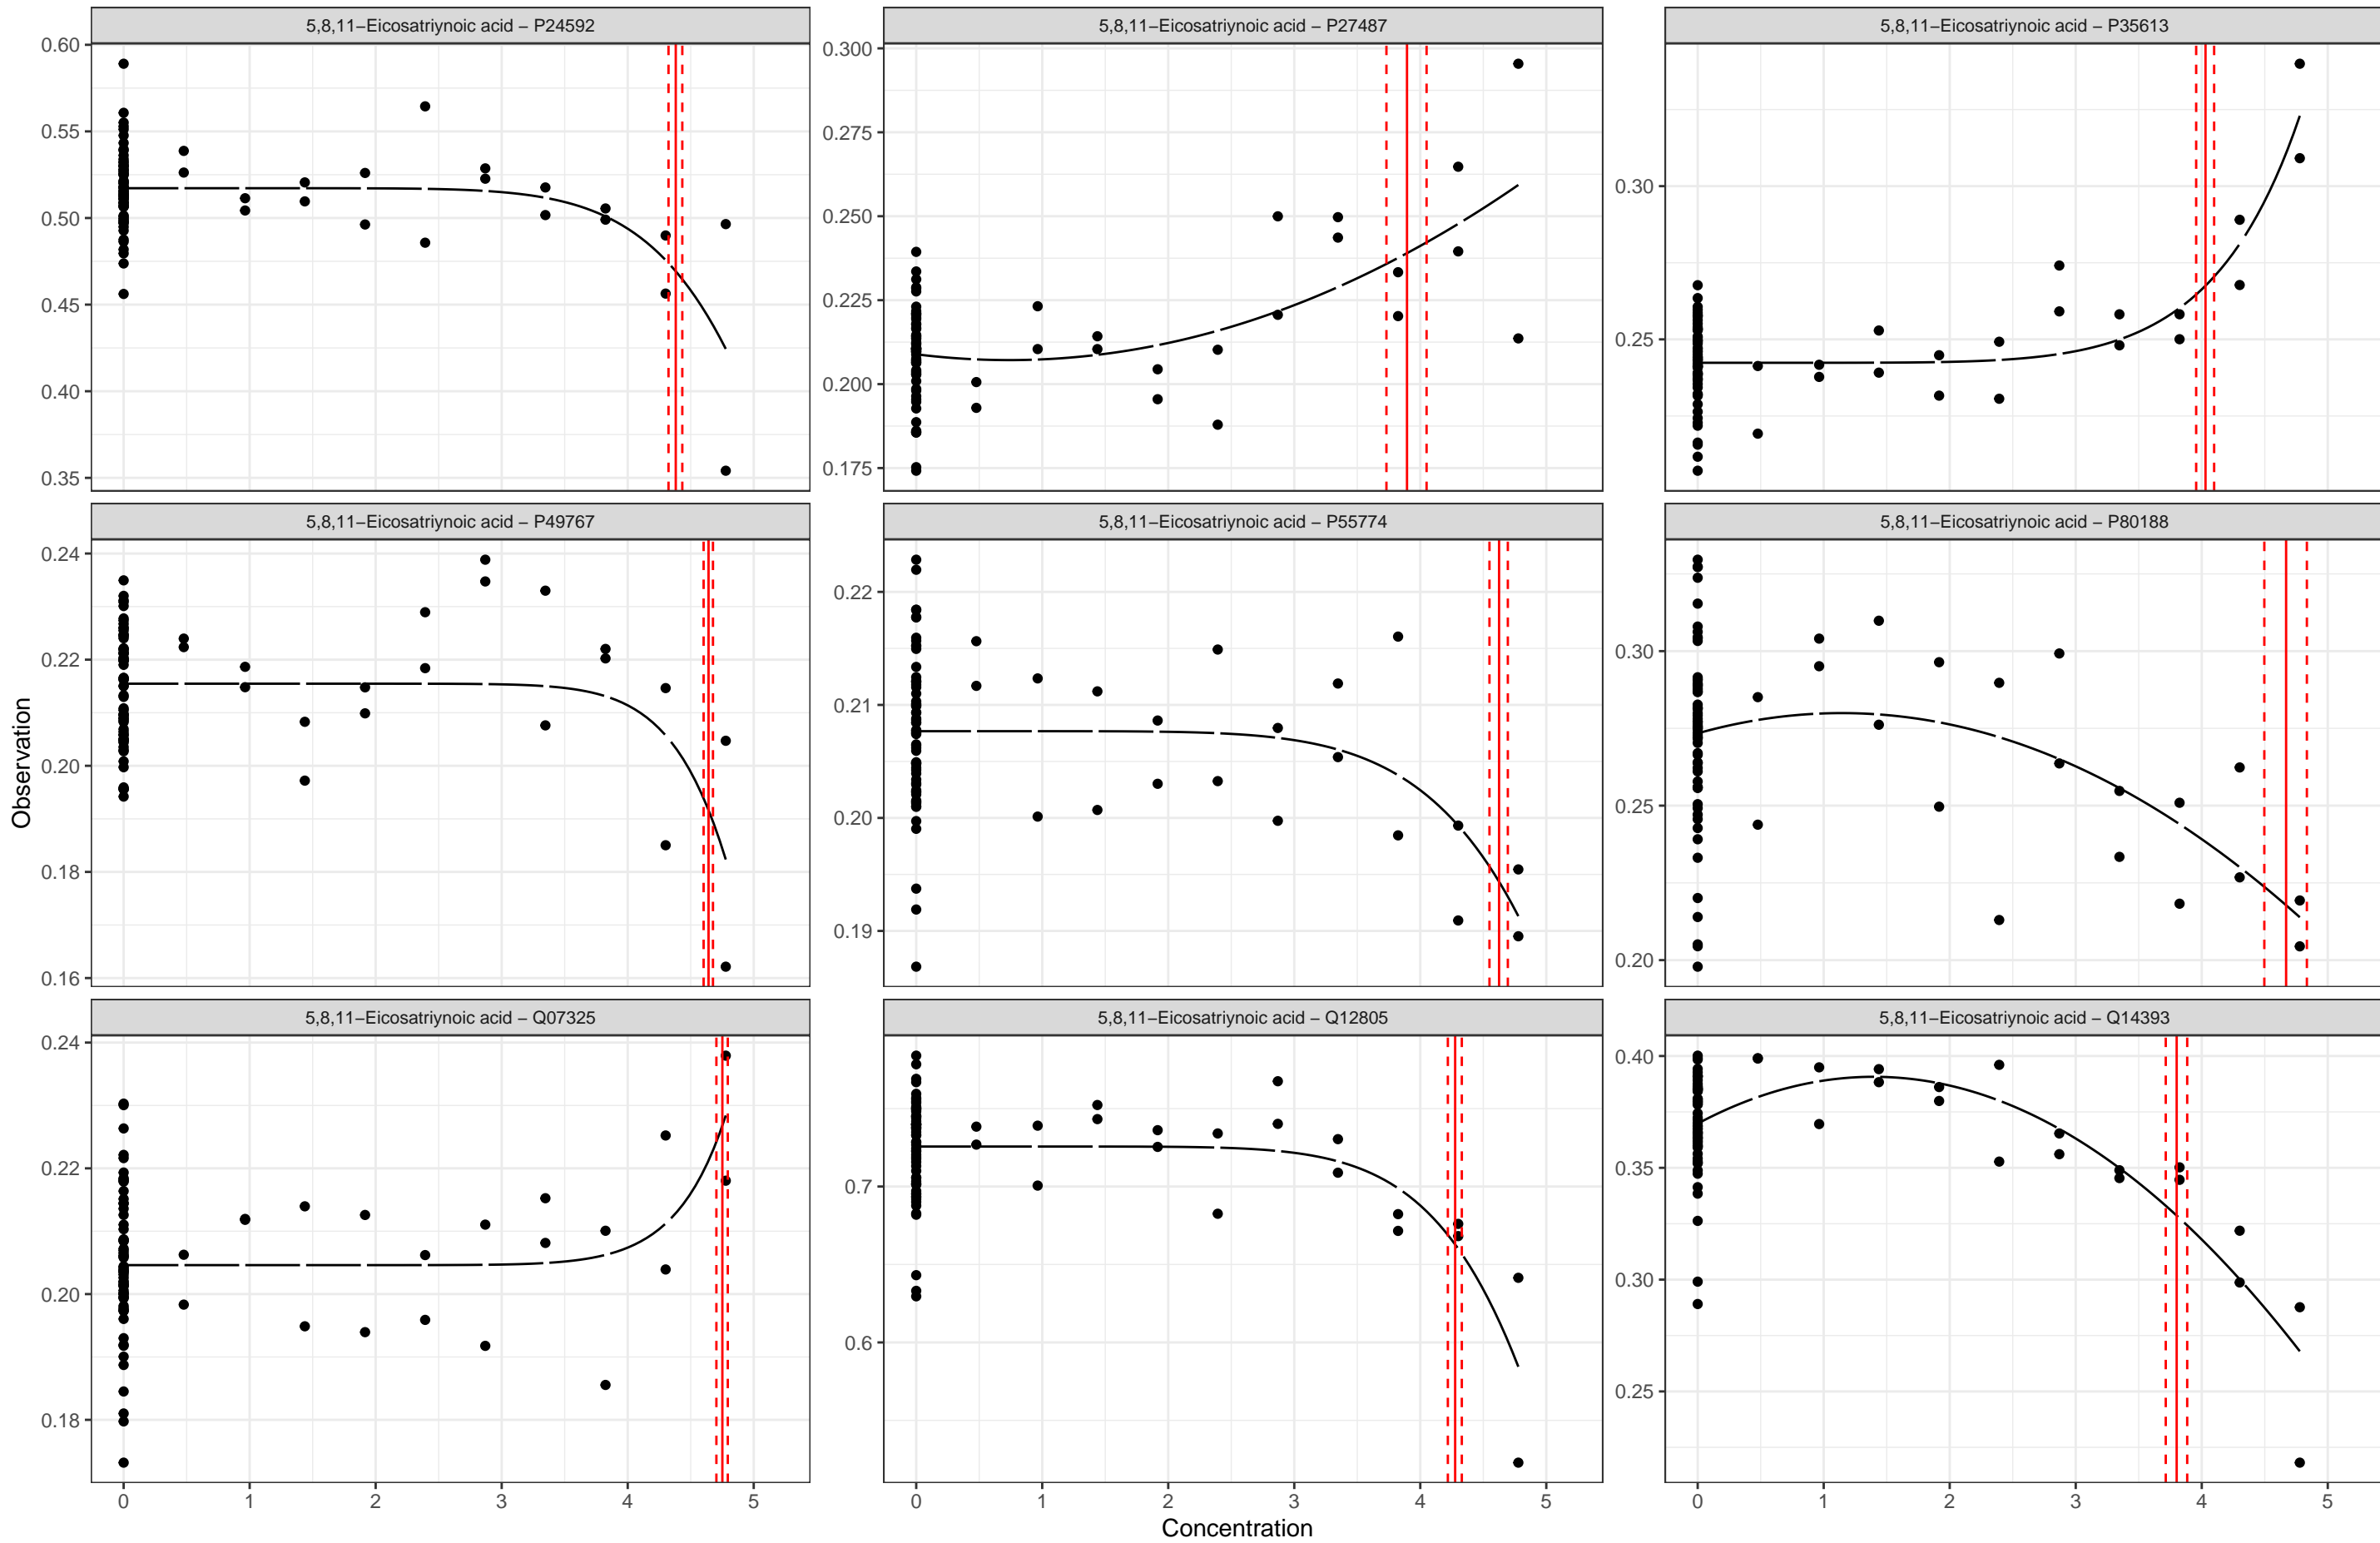 5,8,11−Eicosatriynoic acid − P24592
5,8,11−Eicosatriynoic acid − P27487
5,8,11−Eicosatriynoic acid − P35613
0.60
0.55
0.50
0.45
0.40
0.35
0.300
0.275
0.250
0.225
0.200
0.175
0.30
0.25
5,8,11−Eicosatriynoic acid − P49767
5,8,11−Eicosatriynoic acid − P55774
5,8,11−Eicosatriynoic acid − P80188
0.24
0.22
0.20
0.18
0.16
0.22
0.21
0.20
0.19
0.30
0.25
0.20
5,8,11−Eicosatriynoic acid − Q07325
5,8,11−Eicosatriynoic acid − Q12805
5,8,11−Eicosatriynoic acid − Q14393
0.24
0.22
0.20
0.18
0.7
0.6
0.40
0.35
0.30
0.25
0 1 2 3 4 5
0 1 2 3 4 5
0 1 2 3 4 5
Concentration
Observation